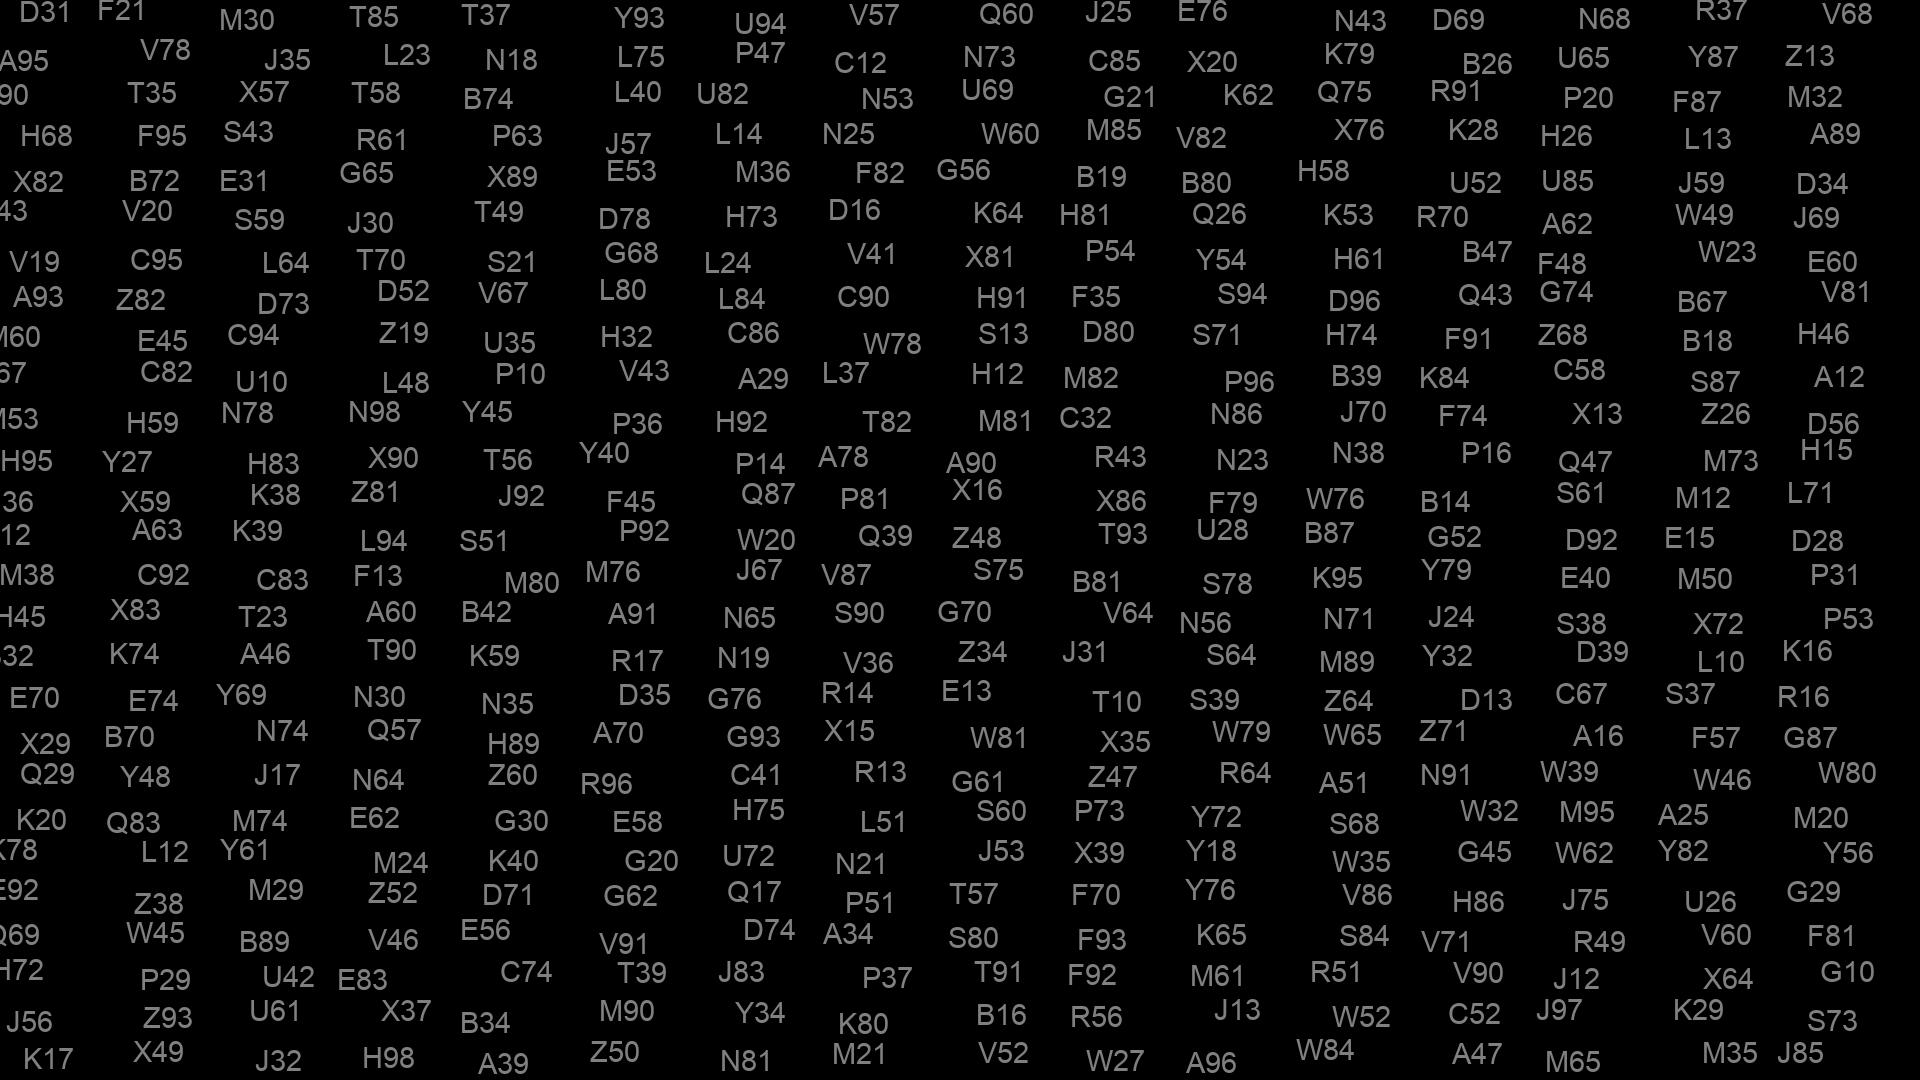 D31 F21 M30 T85 T37 Y93 U94 V57 Q60 J25 E76 N43 D69 N68 R37 V68
A95 V78 J35 L23 N18 L75 P47 C12 N73 C85 X20 K79 B26 U65 Y87 Z13
90 T35 X57 T58 B74 L40 U82 N53 U69 G21 K62 Q75 R91 P20 F87 M32
H68 F95 S43 R61 P63 J57 L14 N25 W60 M85 V82 X76 K28 H26 L13 A89
X82 B72 E31 G65 X89 E53 M36 F82 G56 B19 B80 H58 U52 U85 J59 D34
43 V20 S59 J30 T49 D78 H73 D16 K64 H81 Q26 K53 R70 A62 W49 J69
V19 C95 L64 T70 S21 G68 L24 V41 X81 P54 Y54 H61 B47 F48 W23 E60
A93 Z82 D73 D52 V67 L80 L84 C90 H91 F35 S94 D96 Q43 G74 B67 V81
M60 E45 C94 Z19 U35 H32 C86 W78 S13 D80 S71 H74 F91 Z68 B18 H46
67 C82 U10 L48 P10 V43 A29 L37 H12 M82 P96 B39 K84 C58 S87 A12
M53 H59 N78 N98 Y45 P36 H92 T82 M81 C32 N86 J70 F74 X13 Z26 D56
H95 Y27 H83 X90 T56 Y40 P14 A78 A90 R43 N23 N38 P16 Q47 M73 H15
36 X59 K38 Z81 J92 F45 Q87 P81 X16 X86 F79 W76 B14 S61 M12 L71
12 A63 K39 L94 S51 P92 W20 Q39 Z48 T93 U28 B87 G52 D92 E15 D28
M38 C92 C83 F13 M80 M76 J67 V87 S75 B81 S78 K95 Y79 E40 M50 P31
H45 X83 T23 A60 B42 A91 N65 S90 G70 V64 N56 N71 J24 S38 X72 P53
32 K74 A46 T90 K59 R17 N19 V36 Z34 J31 S64 M89 Y32 D39 L10 K16
E70 E74 Y69 N30 N35 D35 G76 R14 E13 T10 S39 Z64 D13 C67 S37 R16
X29 B70 N74 Q57 H89 A70 G93 X15 W81 X35 W79 W65 Z71 A16 F57 G87
Q29 Y48 J17 N64 Z60 R96 C41 R13 G61 Z47 R64 A51 N91 W39 W46 W80
K20 Q83 M74 E62 G30 E58 H75 L51 S60 P73 Y72 S68 W32 M95 A25 M20
K78 L12 Y61 M24 K40 G20 U72 N21 J53 X39 Y18 W35 G45 W62 Y82 Y56
E92 Z38 M29 Z52 D71 G62 Q17 P51 T57 F70 Y76 V86 H86 J75 U26 G29
Q69 W45 B89 V46 E56 V91 D74 A34 S80 F93 K65 S84 V71 R49 V60 F81
H72 P29 U42 E83 C74 T39 J83 P37 T91 F92 M61 R51 V90 J12 X64 G10
J56 Z93 U61 X37 B34 M90 Y34 K80 B16 R56 J13 W52 C52 J97 K29 S73
K17 X49 J32 H98 A39 Z50 N81 M21 V52 W27 A96 W84 A47 M65 M35 J85